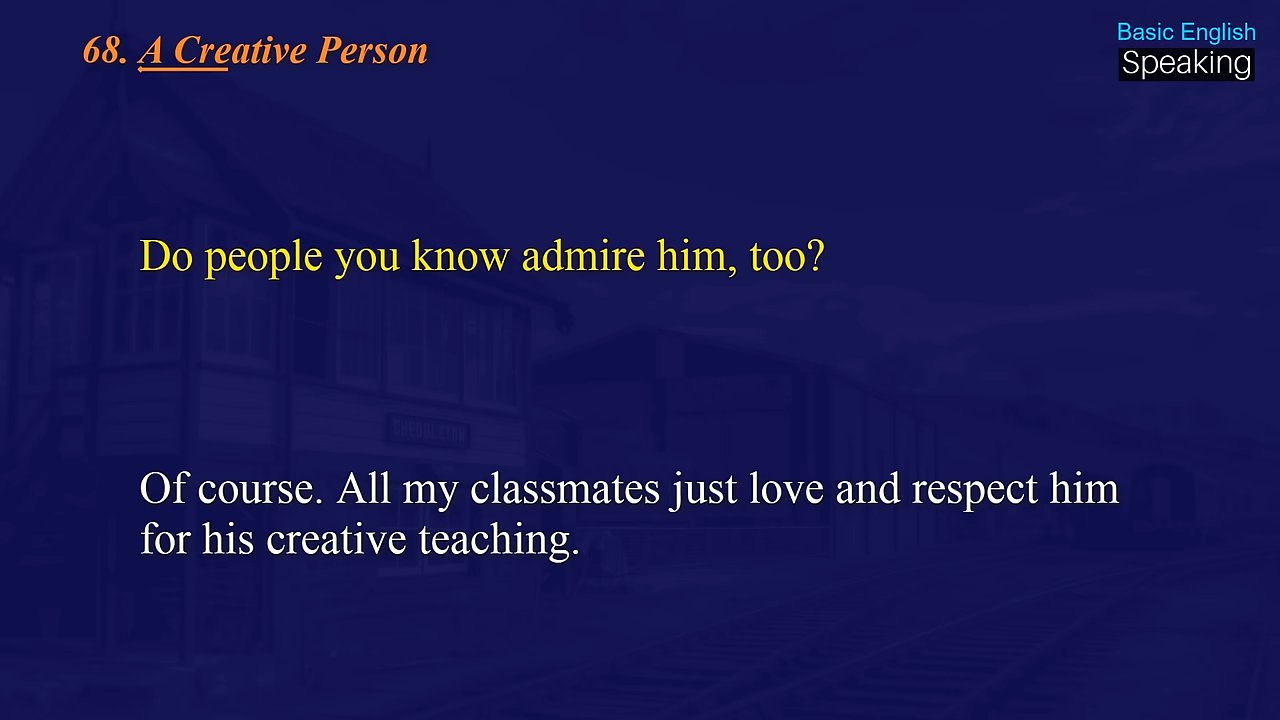 68. A Creative Person
Basic English
Speaking
Do people you know admire him, too?
CHEDDLETON
Of course. All my classmates just love and respect him
for his creative teaching.